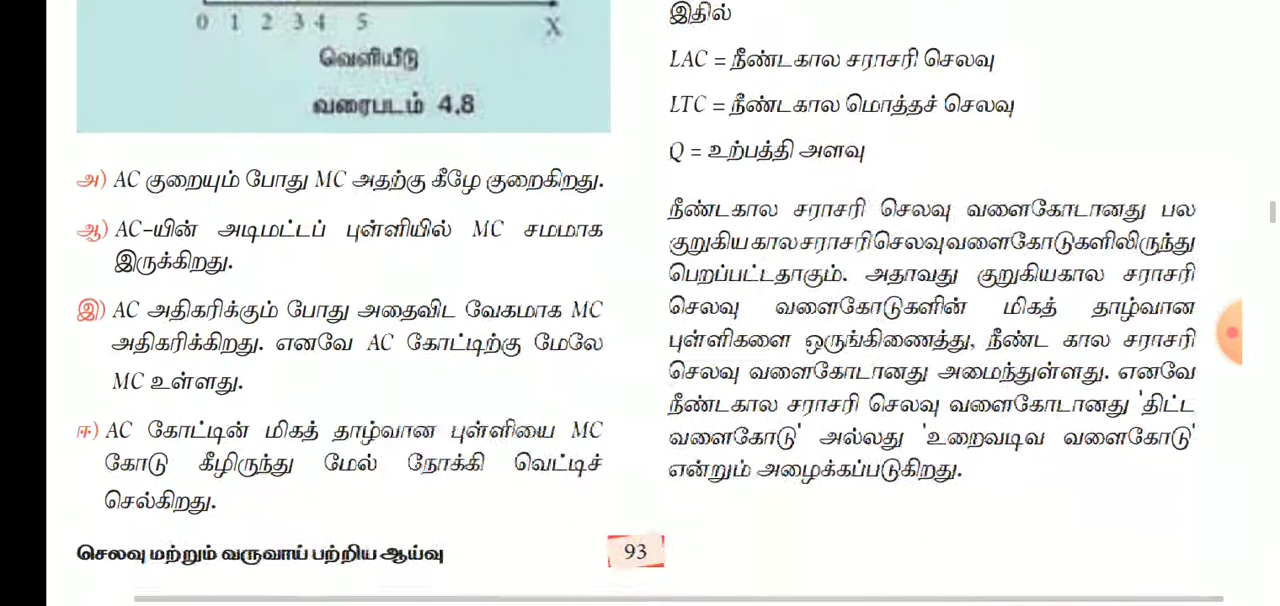 0 1 2 3 4 5 X
வெளியீடு
வரைபடம் 4.8
அ) AC குறையும் போது MC அதற்கு கீழே குறைகிறது.
ஆ) AC-யின் அடிமட்டப் புள்ளியில் MC சமமாக
இருக்கிறது.
இ) AC அதிகரிக்கும் போது அதைவிட வேகமாக MC
அதிகரிக்கிறது. எனவே AC கோட்டிற்கு மேலே
MC உள்ளது.
ஈ) AC கோட்டின் மிகத் தாழ்வான புள்ளியை MC
கோடு கீழிருந்து மேல் நோக்கி வெட்டிச்
செல்கிறது.
இதில்
LAC = நீண்டகால சராசரி செலவு
LTC = நீண்டகால மொத்தச் செலவு
Q = உற்பத்தி அளவு
நீண்டகால சராசரி செலவு வளைகோடானது பல
குறுகிய கால சராசரி செலவு வளைகோடுகளிலிருந்து
பெறப்பட்டதாகும். அதாவது குறுகியகால சராசரி
செலவு வளைகோடுகளின் மிகத் தாழ்வான
புள்ளிகளை ஒருங்கிணைத்து, நீண்ட கால சராசரி
செலவு வளைகோடானது அமைந்துள்ளது. எனவே
நீண்டகால சராசரி செலவு வளைகோடானது 'திட்ட
வளைகோடு' அல்லது 'உறைவடிவ வளைகோடு'
என்றும் அழைக்கப்படுகிறது.
செலவு மற்றும் வருவாய் பற்றிய ஆய்வு
93